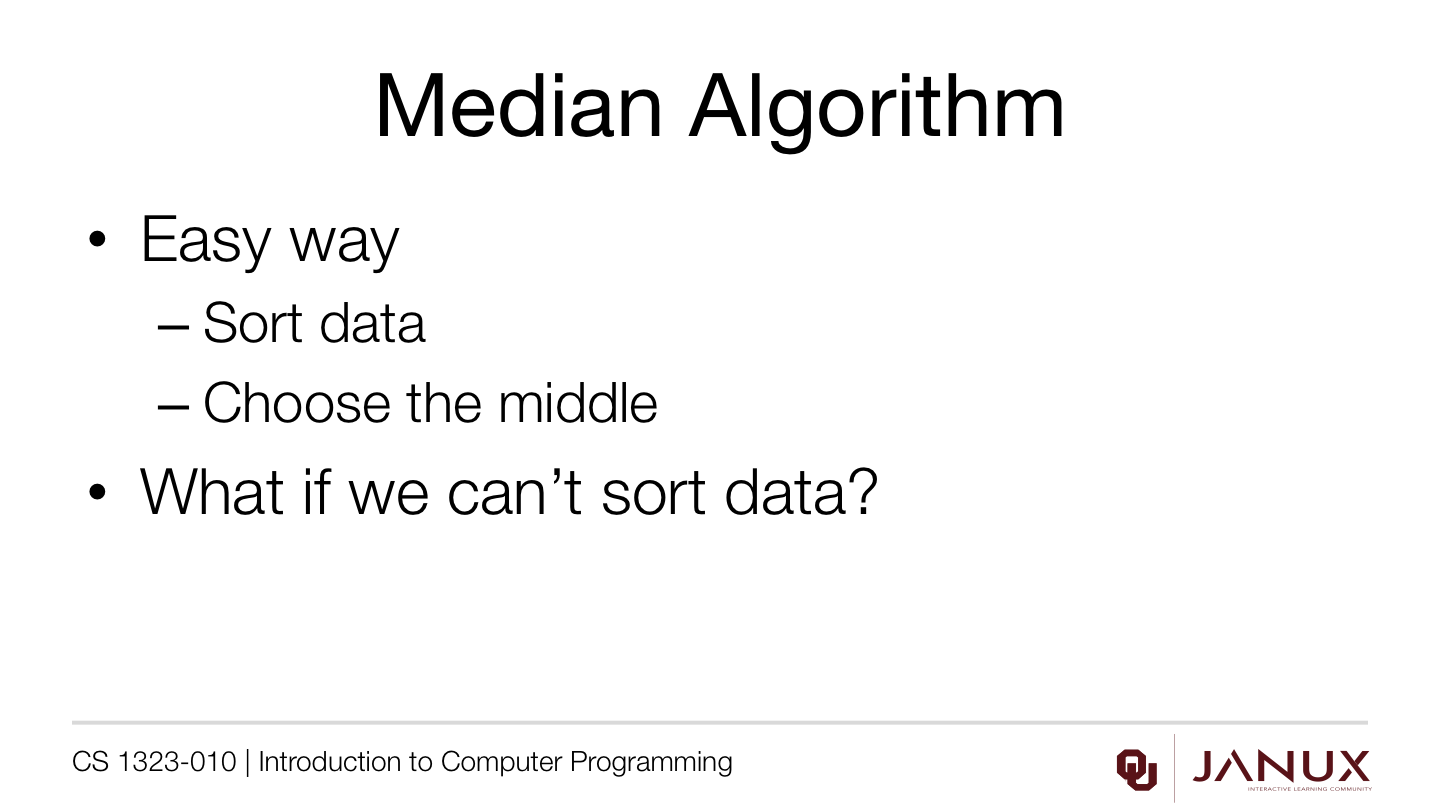 Median Algorithm
• Easy way
– Sort data
– Choose the middle
• What if we can’t sort data?
CS 1323-010 | Introduction to Computer Programming
OU
JANUX
INTERACTIVE LEARNING COMMUNITY